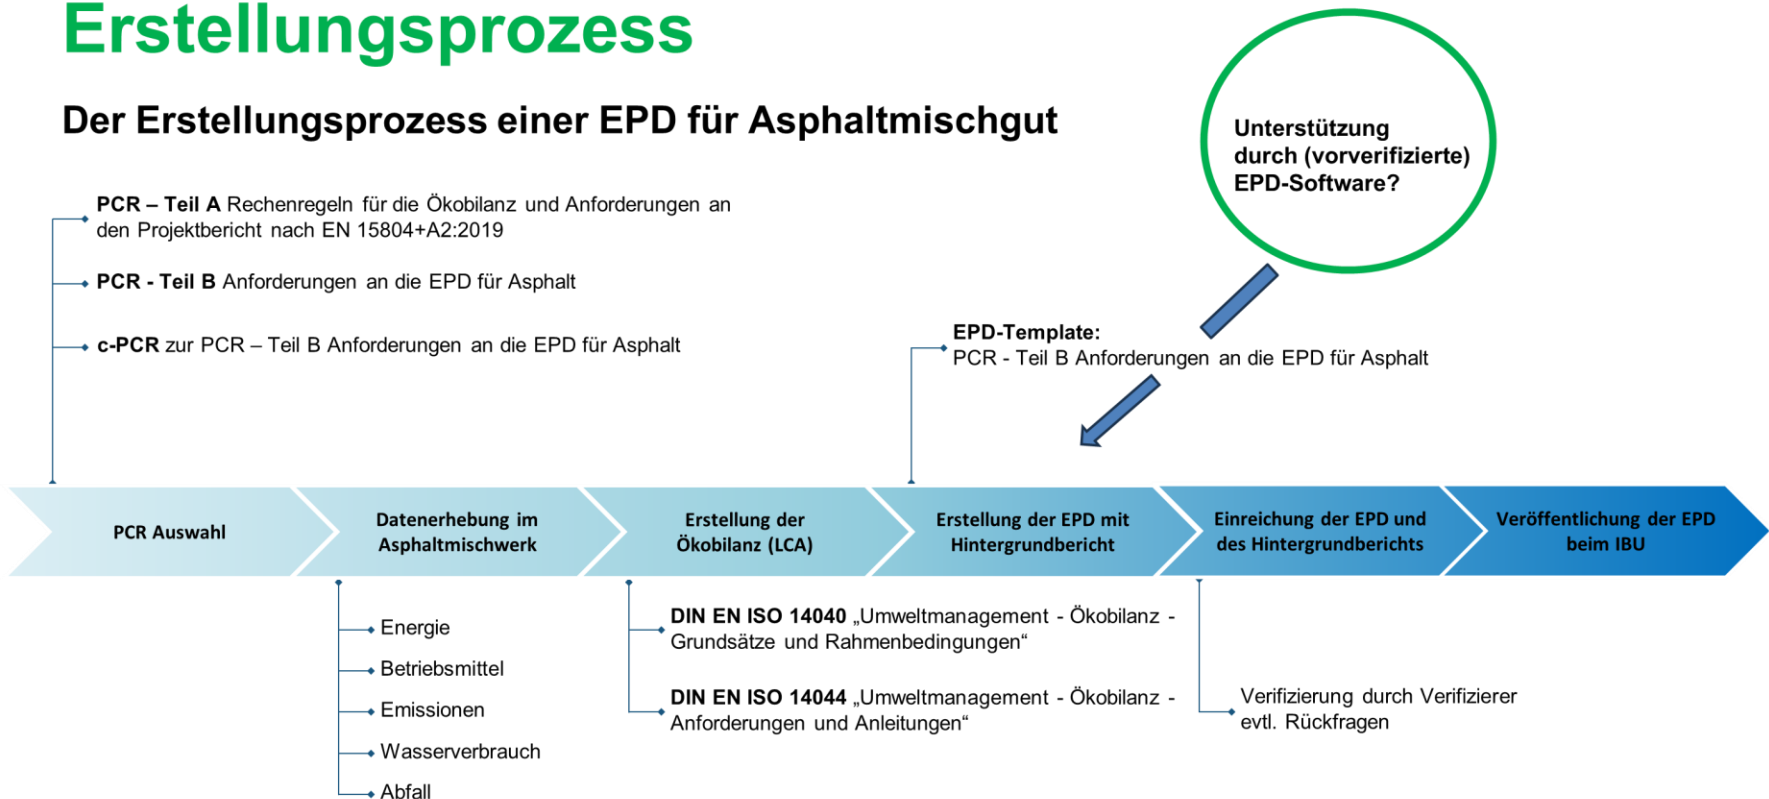 Erstellungsprozess
Der Erstellungsprozess einer EPD für Asphaltmischgut
Unterstützung
durch (vorverifizierte)
EPD-Software?
PCR – Teil A Rechenregeln für die Ökobilanz und Anforderungen an
den Projektbericht nach EN 15804+A2:2019
PCR - Teil B Anforderungen an die EPD für Asphalt
c-PCR zur PCR – Teil B Anforderungen an die EPD für Asphalt
EPD-Template:
PCR - Teil B Anforderungen an die EPD für Asphalt
PCR Auswahl
Datenerhebung im
Asphaltmischwerk
Erstellung der
Ökobilanz (LCA)
Erstellung der EPD mit
Hintergrundbericht
Einreichung der EPD und
des Hintergrundberichts
Veröffentlichung der EPD
beim IBU
Energie
Betriebsmittel
Emissionen
Wasserverbrauch
Abfall
DIN EN ISO 14040 „Umweltmanagement - Ökobilanz -
Grundsätze und Rahmenbedingungen“
DIN EN ISO 14044 „Umweltmanagement - Ökobilanz -
Anforderungen und Anleitungen“
Verifizierung durch Verifizierer
evtl. Rückfragen